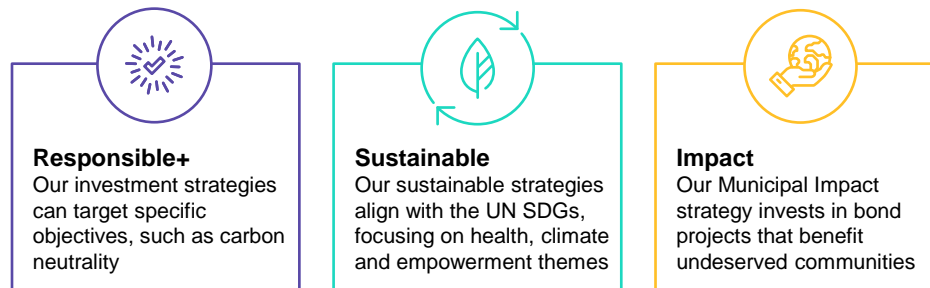 Responsible+
Our investment strategies
can target specific
objectives, such as carbon
neutrality
Sustainable
Our sustainable strategies
align with the UN SDGs,
focusing on health, climate
and empowerment themes
Impact
Our Municipal Impact
strategy invests in bond
projects that benefit
undeserved communities